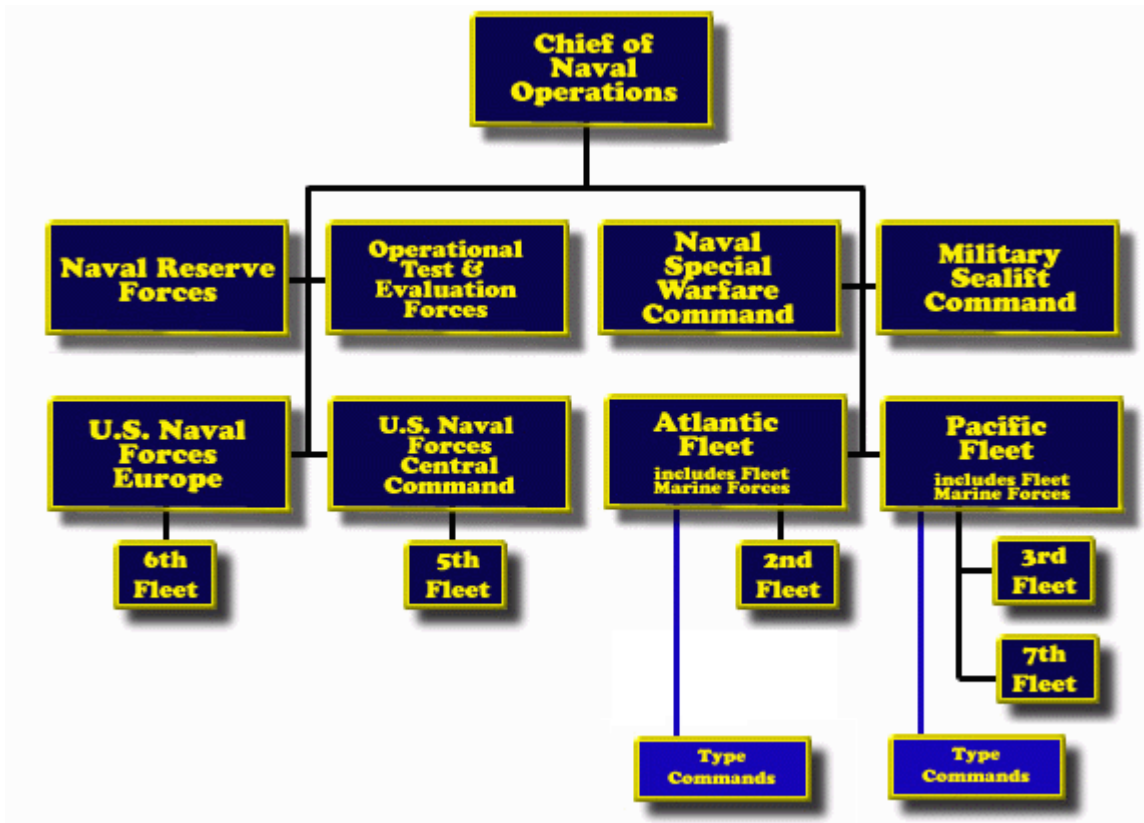 Chief of
Naval
Operations
Naval Reserve
Forces
Operational
Test &
Evaluation
Forces
Naval
Special
Warfare
Command
Military
Sealift
Command
U.S. Naval
Forces
Europe
U.S. Naval
Forces
Central
Command
Atlantic
Fleet
includes Fleet
Marine Forces
Pacific
Fleet
includes Fleet
Marine Forces
6th
Fleet
5th
Fleet
2nd
Fleet
3rd
Fleet
7th
Fleet
Type
Commands
Type
Commands